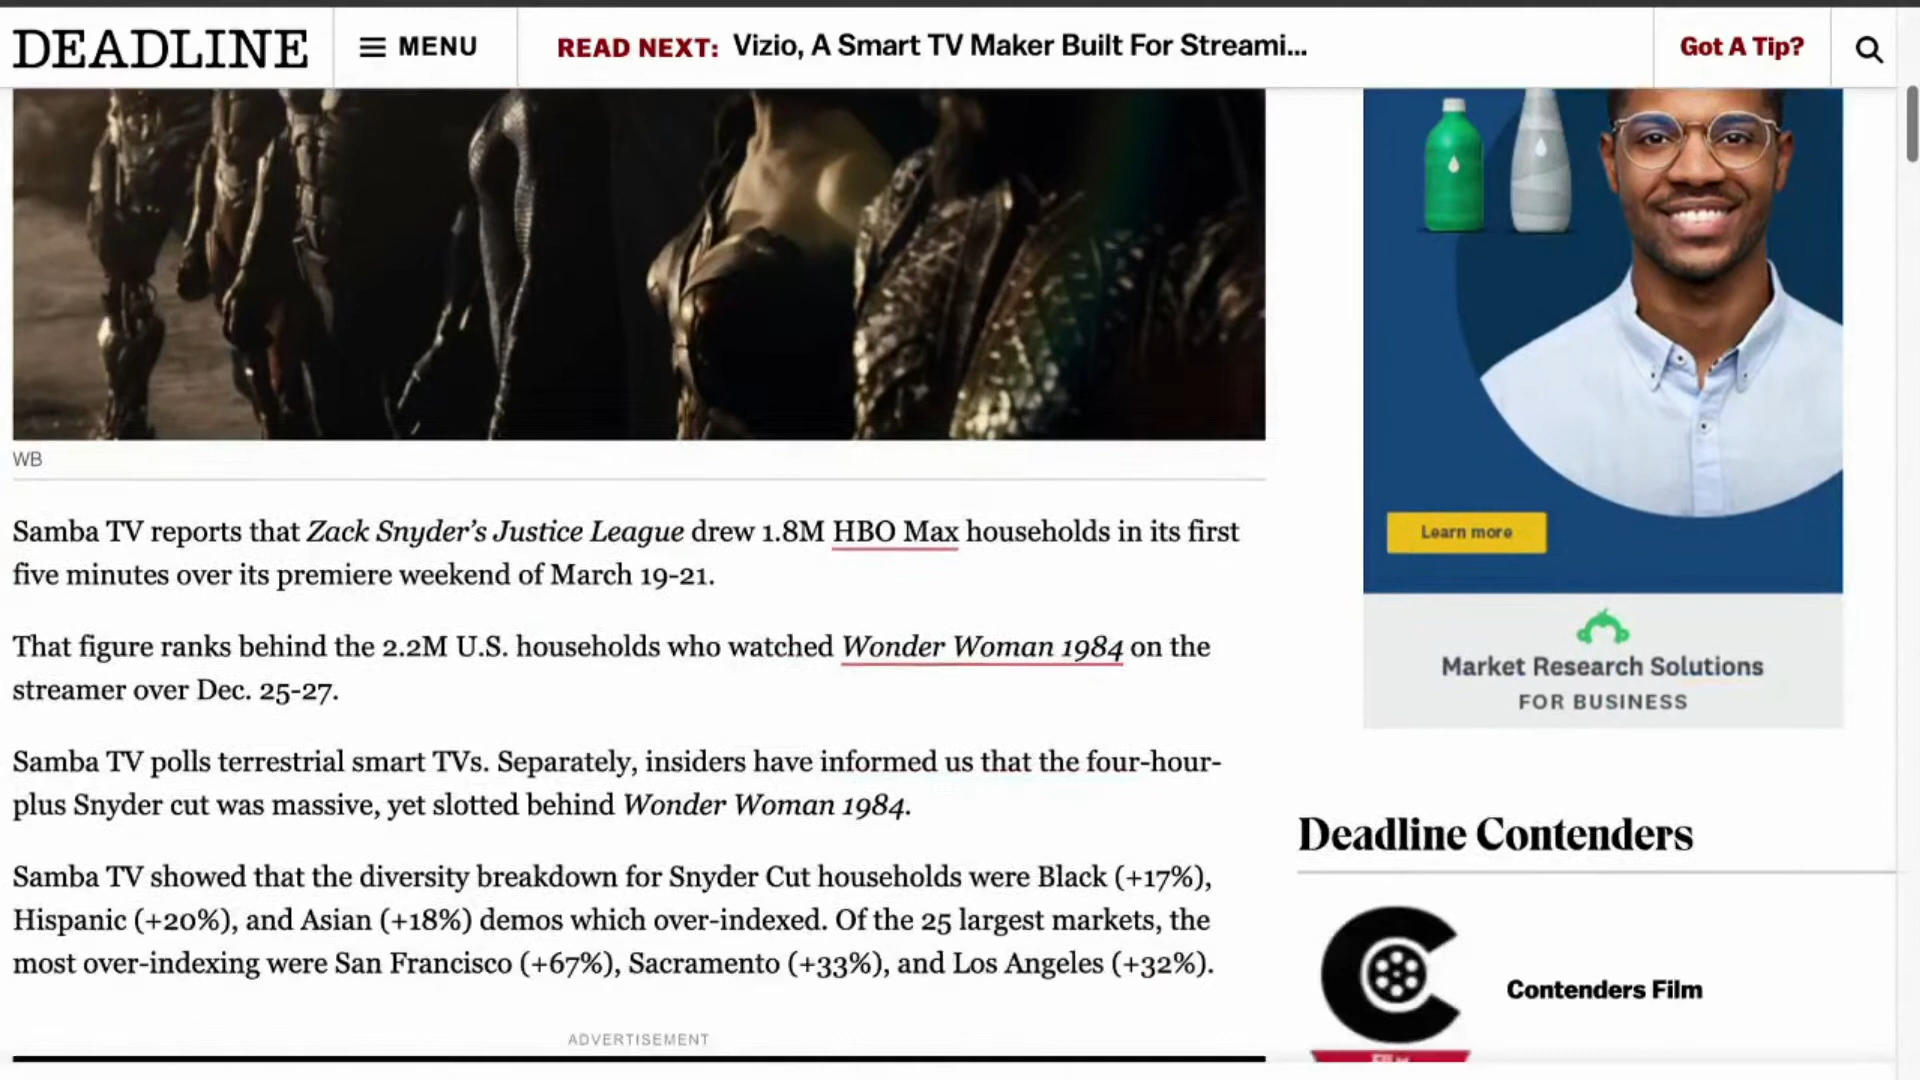 DEADLINE
MENU
READ NEXT: Vizio, A Smart TV Maker Built For Streami...
Got A Tip?
WB
Samba TV reports that Zack Snyder's Justice League drew 1.8M HBO Max households in its first
five minutes over its premiere weekend of March 19-21.
That figure ranks behind the 2.2M U.S. households who watched Wonder Woman 1984 on the
streamer over Dec. 25-27.
Samba TV polls terrestrial smart TVs. Separately, insiders have informed us that the four-hour-
plus Snyder cut was massive, yet slotted behind Wonder Woman 1984.
Samba TV showed that the diversity breakdown for Snyder Cut households were Black (+17%),
Hispanic (+20%), and Asian (+18%) demos which over-indexed. Of the 25 largest markets, the
most over-indexing were San Francisco (+67%), Sacramento (+33%), and Los Angeles (+32%).
ADVERTISEMENT
Learn more
Market Research Solutions
FOR BUSINESS
Deadline Contenders
Contenders Film